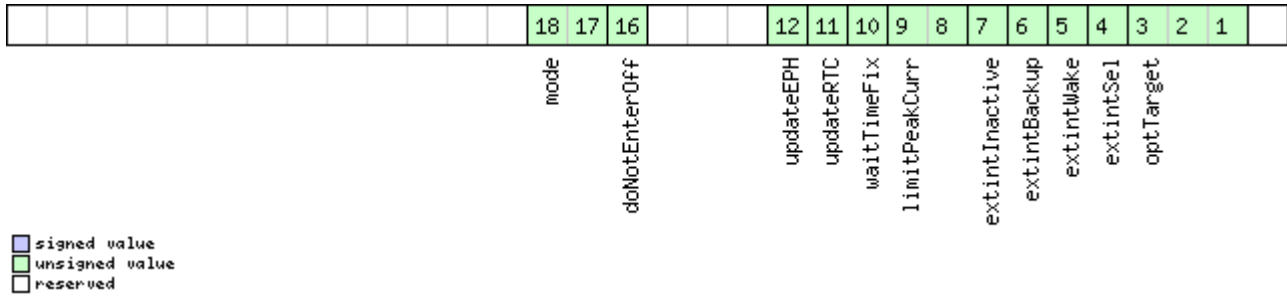 18 17 16 12 11 10 9 8 7 6 5 4 3 2 1
mode
doNotEnterOff
updateEPH
updateRTC
waitTimeFix
limitPeakCurr
extintInactive
extintBackup
extintWake
extintSel
optTarget
signed value
unsigned value
reserved